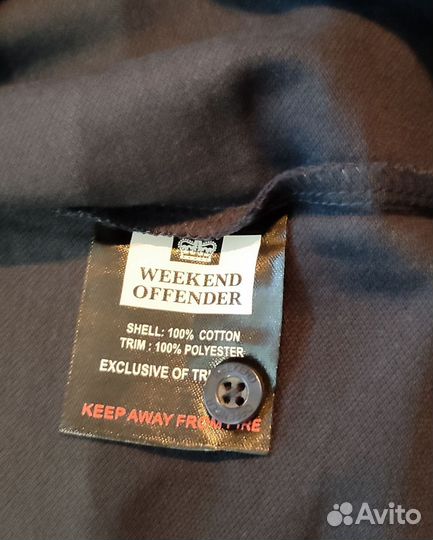 WEEKEND
OFFENDER
SHELL: 100% COTTON
TRIM : 100% POLYESTER
EXCLUSIVE OF
KEEP AWAY FROM FIRE
Avito